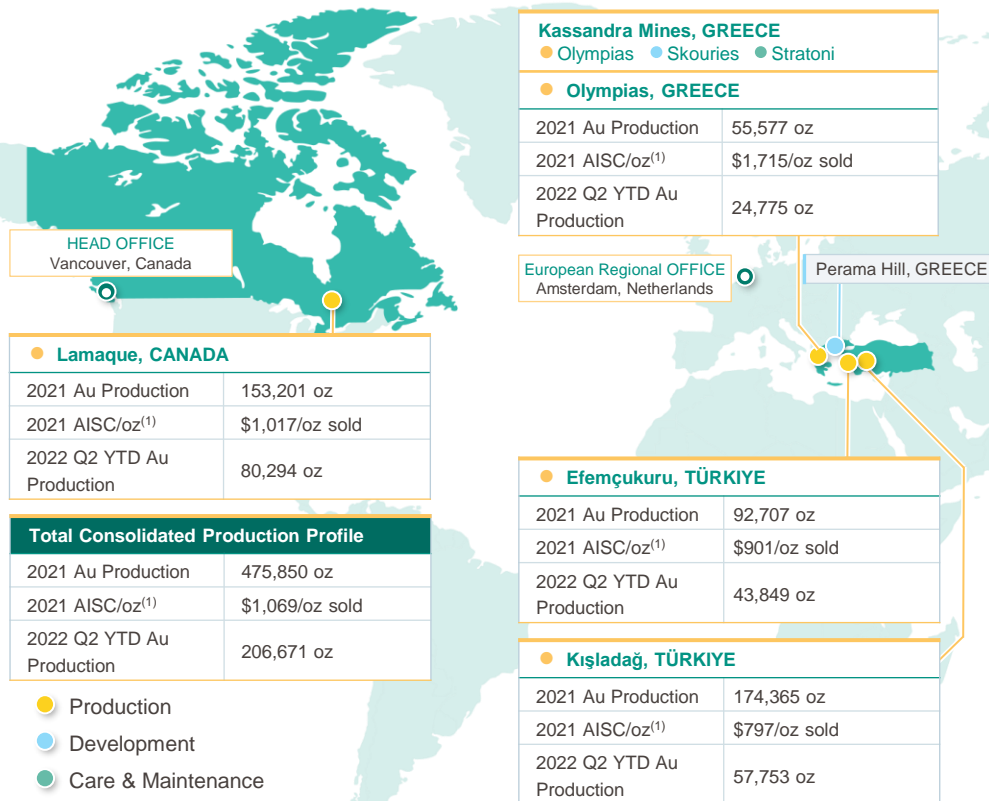 Kassandra Mines, GREECE
Olympias Skouries Stratoni
Olympias, GREECE
2021 Au Production 55,577 oz
2021 AISC/oz(1) $1,715/oz sold
2022 Q2 YTD Au
Production 24,775 oz
HEAD OFFICE
Vancouver, Canada
European Regional OFFICE
Amsterdam, Netherlands
Perama Hill, GREECE
Lamaque, CANADA
2021 Au Production 153,201 oz
2021 AISC/oz(1) $1,017/oz sold
2022 Q2 YTD Au
Production 80,294 oz
Total Consolidated Production Profile
2021 Au Production 475,850 oz
2021 AISC/oz(1) $1,069/oz sold
2022 Q2 YTD Au
Production 206,671 oz
Production
Development
Care & Maintenance
Efemçukuru, TÜRKIYE
2021 Au Production 92,707 oz
2021 AISC/oz(1) $901/oz sold
2022 Q2 YTD Au
Production 43,849 oz
Kışladağ, TÜRKIYE
2021 Au Production 174,365 oz
2021 AISC/oz(1) $797/oz sold
2022 Q2 YTD Au
Production 57,753 oz